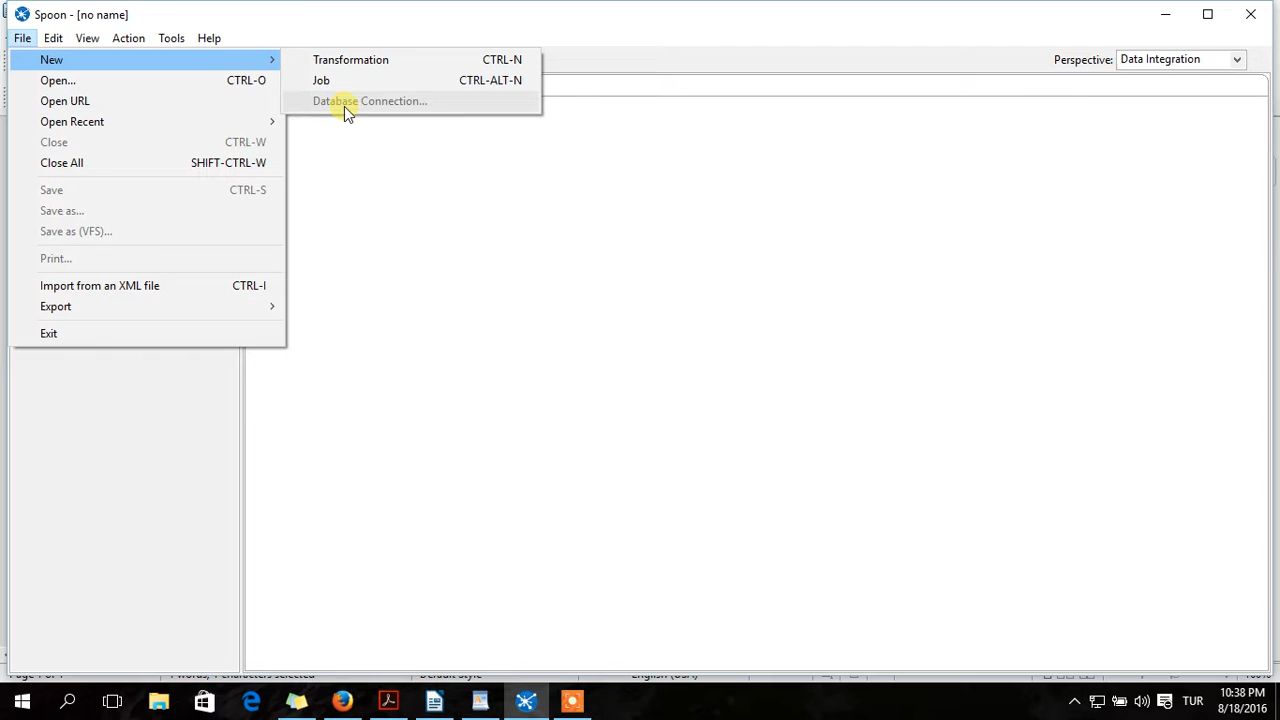 Spoon - [no name]
File Edit View Action Tools Help
New
Transformation CTRL-N
Perspective: Data Integration
Open... CTRL-O
Job CTRL-ALT-N
Open URL
Database Connection...
Open Recent
Close CTRL-W
Close All SHIFT-CTRL-W
Save CTRL-S
Save as...
Save as (VFS)...
Print...
Import from an XML file CTRL-I
Export
Exit
English (USA)
TUR
10:38 PM
8/18/2016